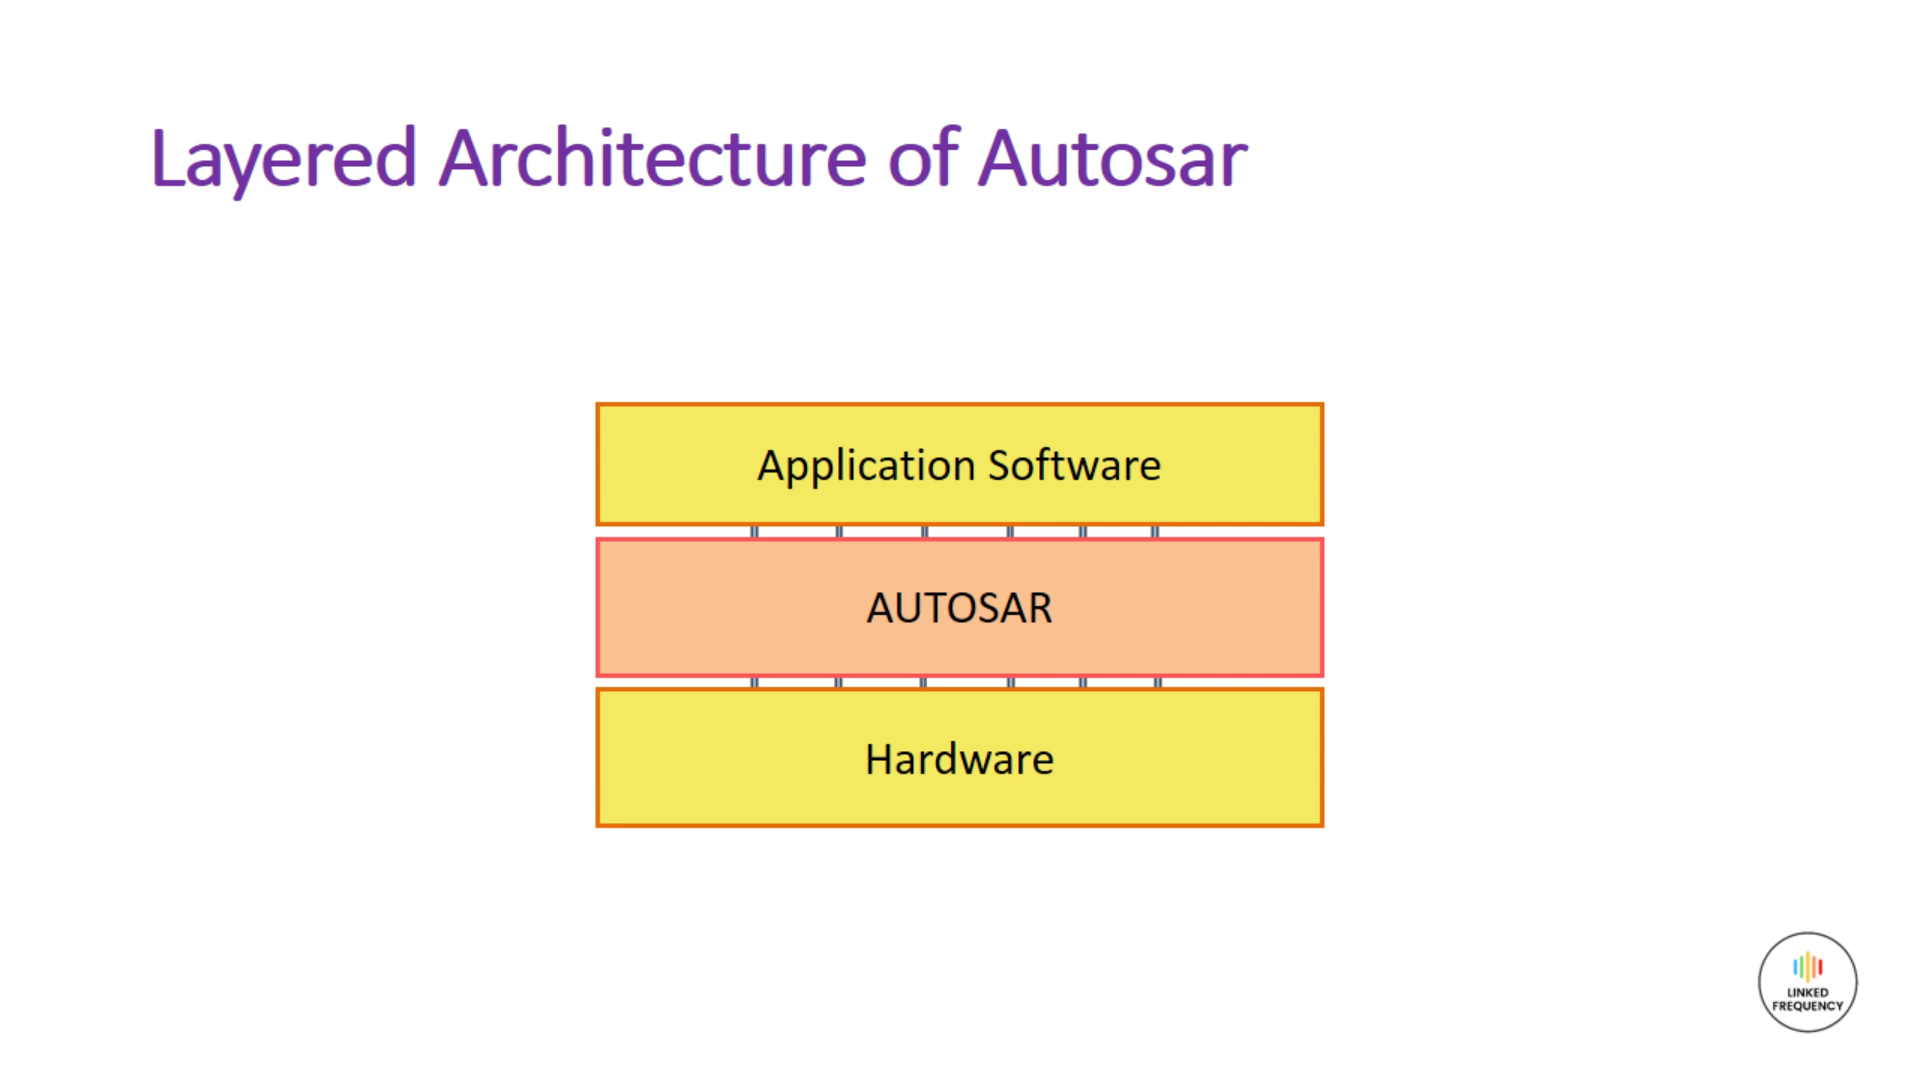 Layered Architecture of Autosar
Application Software
AUTOSAR
Hardware
LINKED
FREQUENCY